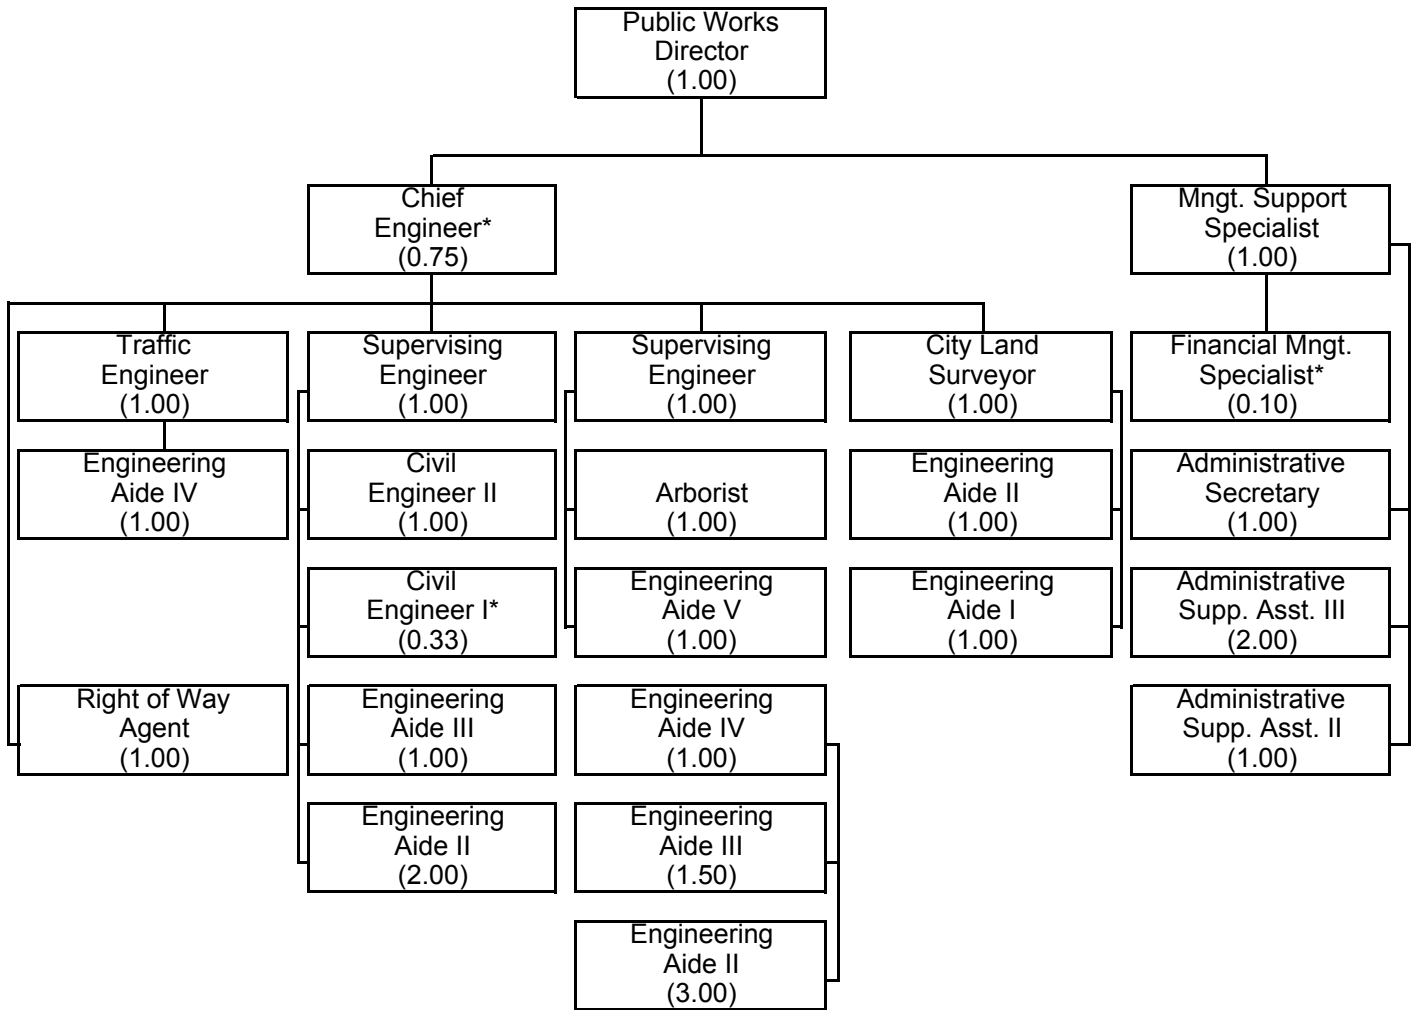 Public Works
Director
(1.00)
Chief
Engineer*
(0.75)
Mngt. Support
Specialist
(1.00)
Traffic
Engineer
(1.00)
Supervising
Engineer
(1.00)
Supervising
Engineer
(1.00)
City Land
Surveyor
(1.00)
Financial Mngt.
Specialist*
(0.10)
Engineering
Aide IV
(1.00)
Civil
Engineer II
(1.00)
Arborist
(1.00)
Engineering
Aide II
(1.00)
Administrative
Secretary
(1.00)
Civil
Engineer I*
(0.33)
Engineering
Aide V
(1.00)
Engineering
Aide I
(1.00)
Administrative
Supp. Asst. III
(2.00)
Right of Way
Agent
(1.00)
Engineering
Aide III
(1.00)
Engineering
Aide IV
(1.00)
Administrative
Supp. Asst. II
(1.00)
Engineering
Aide II
(2.00)
Engineering
Aide III
(1.50)
Engineering
Aide II
(3.00)